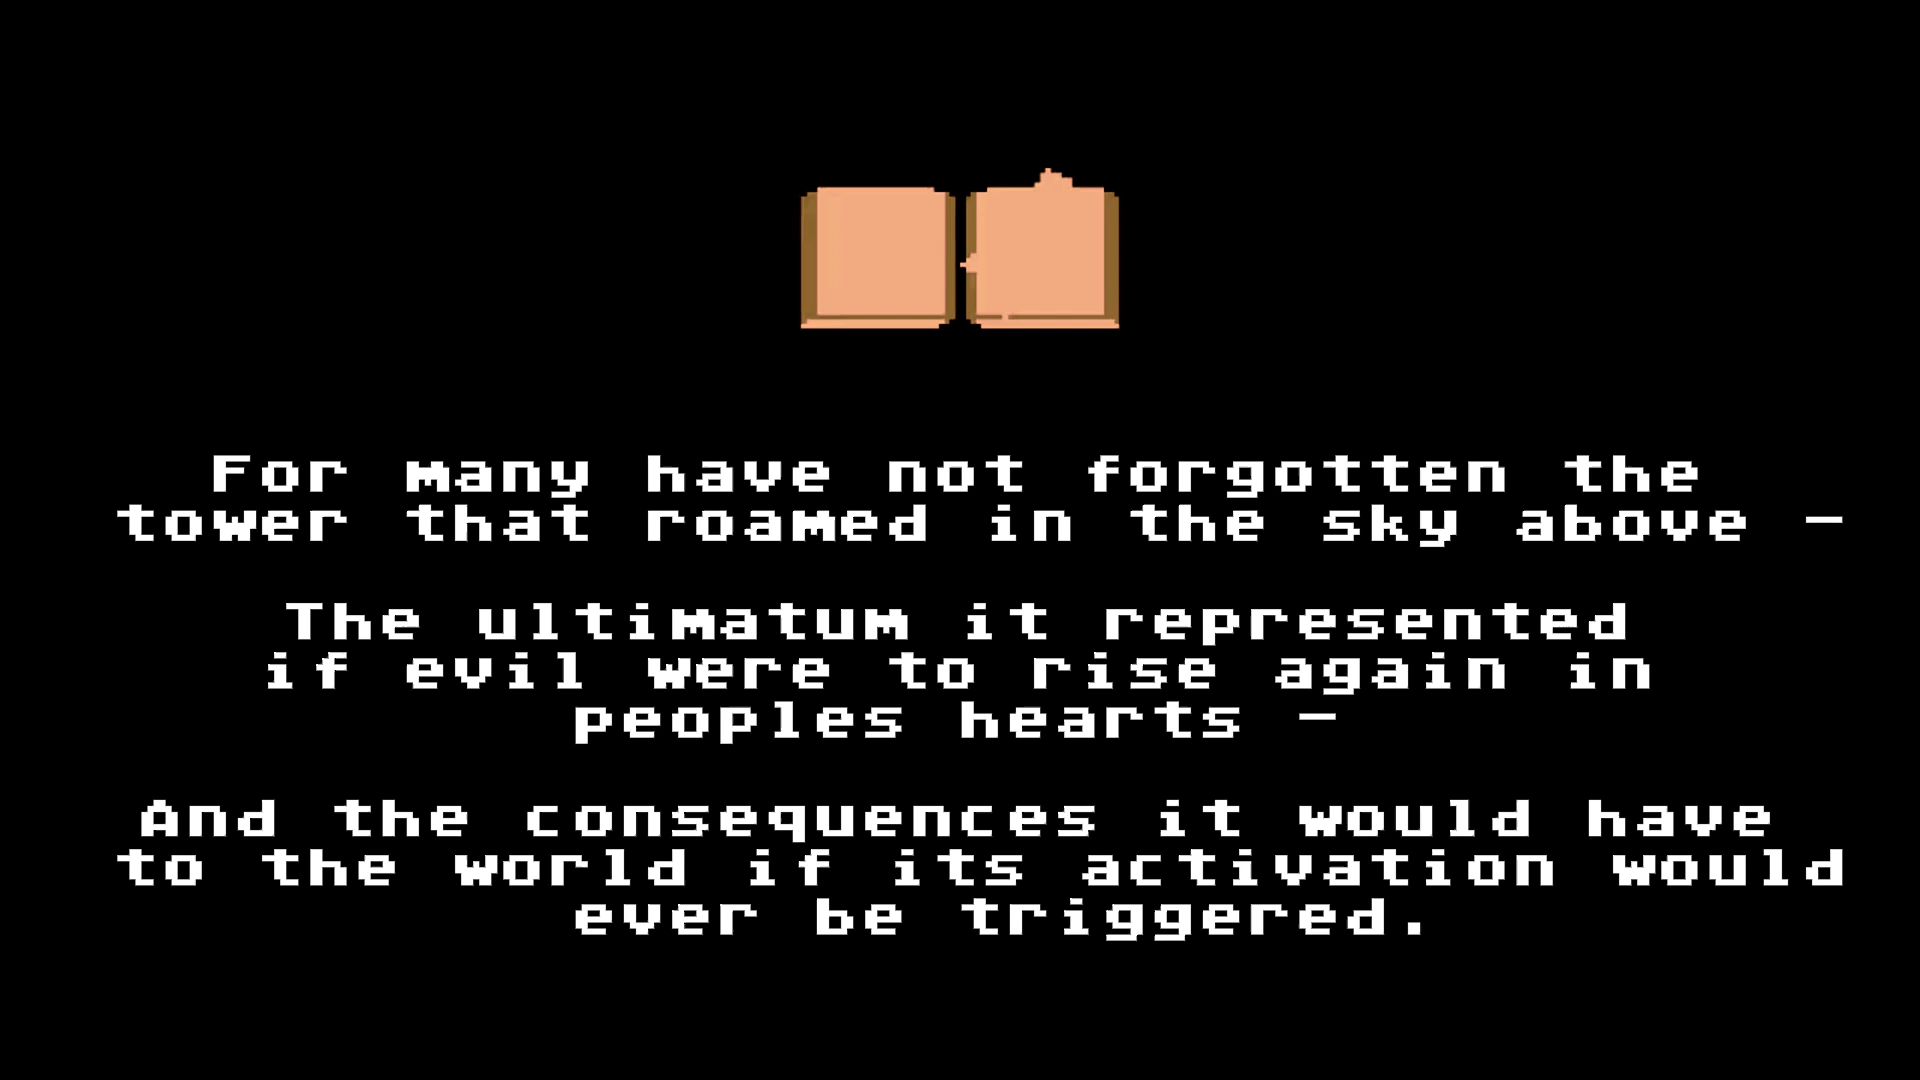 For many have not forgotten the
tower that roamed in the sky above —
The ultimatum it represented
if evil were to rise again in
peoples hearts —
And the consequences it would have
to the world if its activation would
ever be triggered.